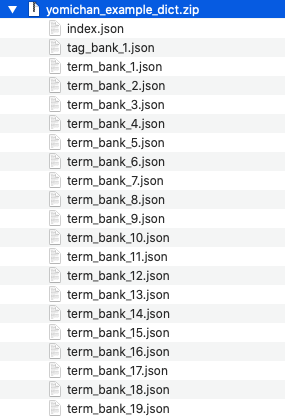 yomichan_example_dict.zip
index.json
tag_bank_1.json
term_bank_1.json
term_bank_2.json
term_bank_3.json
term_bank_4.json
term_bank_5.json
term_bank_6.json
term_bank_7.json
term_bank_8.json
term_bank_9.json
term_bank_10.json
term_bank_11.json
term_bank_12.json
term_bank_13.json
term_bank_14.json
term_bank_15.json
term_bank_16.json
term_bank_17.json
term_bank_18.json
term_bank_19.json